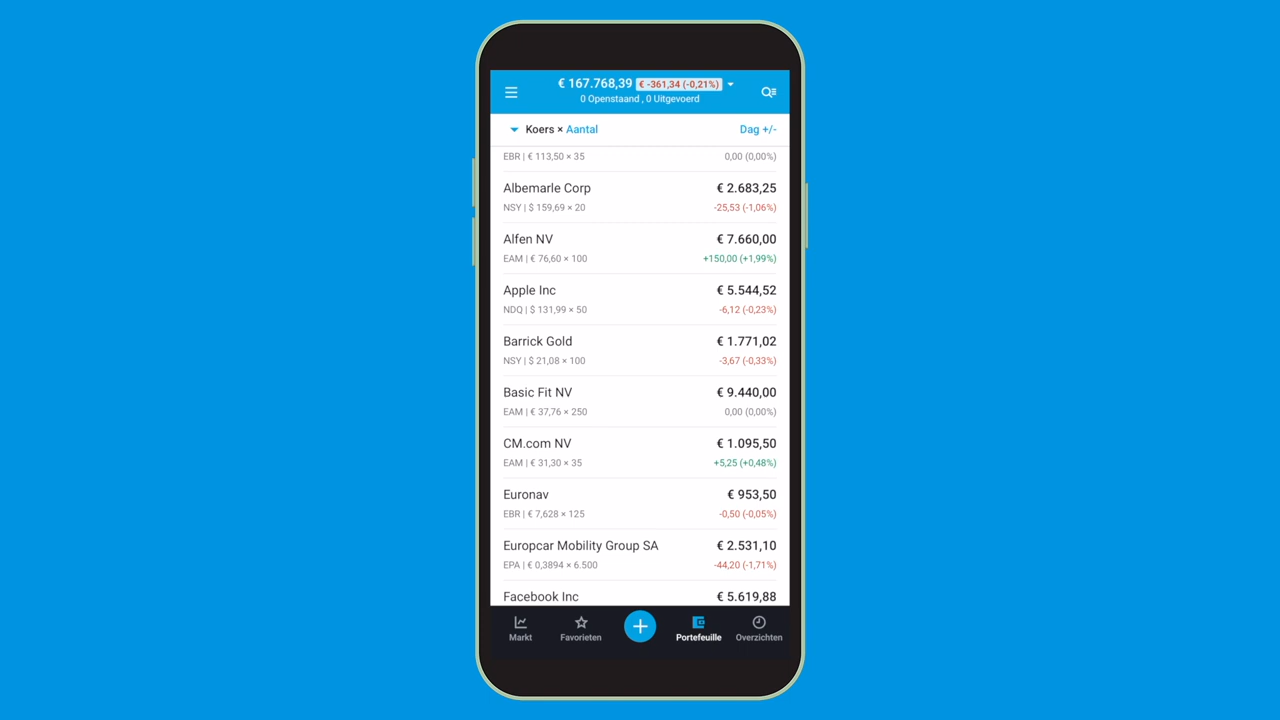 € 167.768,39 € -361,34 (-0,21%)
0 Openstaand , 0 Uitgevoerd
Koers × Aantal Dag +/-
EBR | € 113,50 × 35 0,00 (0,00%)
Albemarle Corp € 2.683,25
NSY | $ 159,69 × 20 -25,53 (-1,06%)
Alfen NV € 7.660,00
EAM | € 76,60 × 100 +150,00 (+1,99%)
Apple Inc € 5.544,52
NDQ | $ 131,99 × 50 -6,12 (-0,23%)
Barrick Gold € 1.771,02
NSY | $ 21,08 × 100 -3,67 (-0,33%)
Basic Fit NV € 9.440,00
EAM | € 37,76 × 250 0,00 (0,00%)
CM.com NV € 1.095,50
EAM | € 31,30 × 35 +5,25 (+0,48%)
Euronav € 953,50
EBR | € 7,628 × 125 -0,50 (-0,05%)
Europcar Mobility Group SA € 2.531,10
EPA | € 0,3894 × 6.500 -44,20 (-1,71%)
Facebook Inc € 5.619,88
Markt Favorieten Portefeuille Overzichten